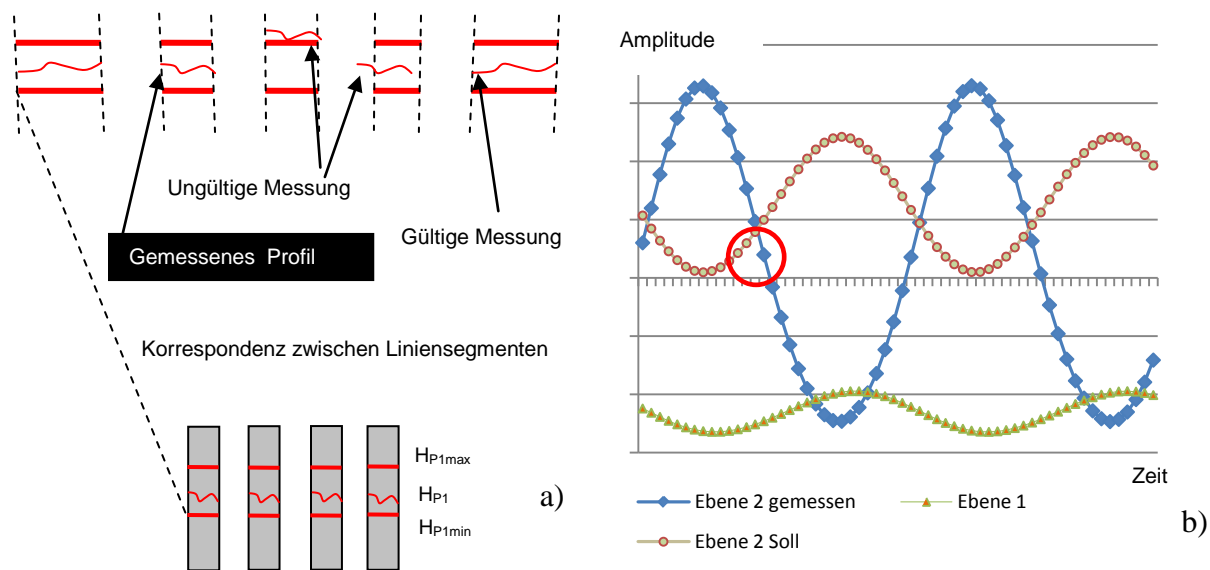 Ungültige Messung
Gültige Messung
Gemessenes Profil
Korrespondenz zwischen Liniensegmenten
HP1max
HP1
HP1min
a)
Amplitude
Zeit
Ebene 2 gemessen
Ebene 1
Ebene 2 Soll
b)